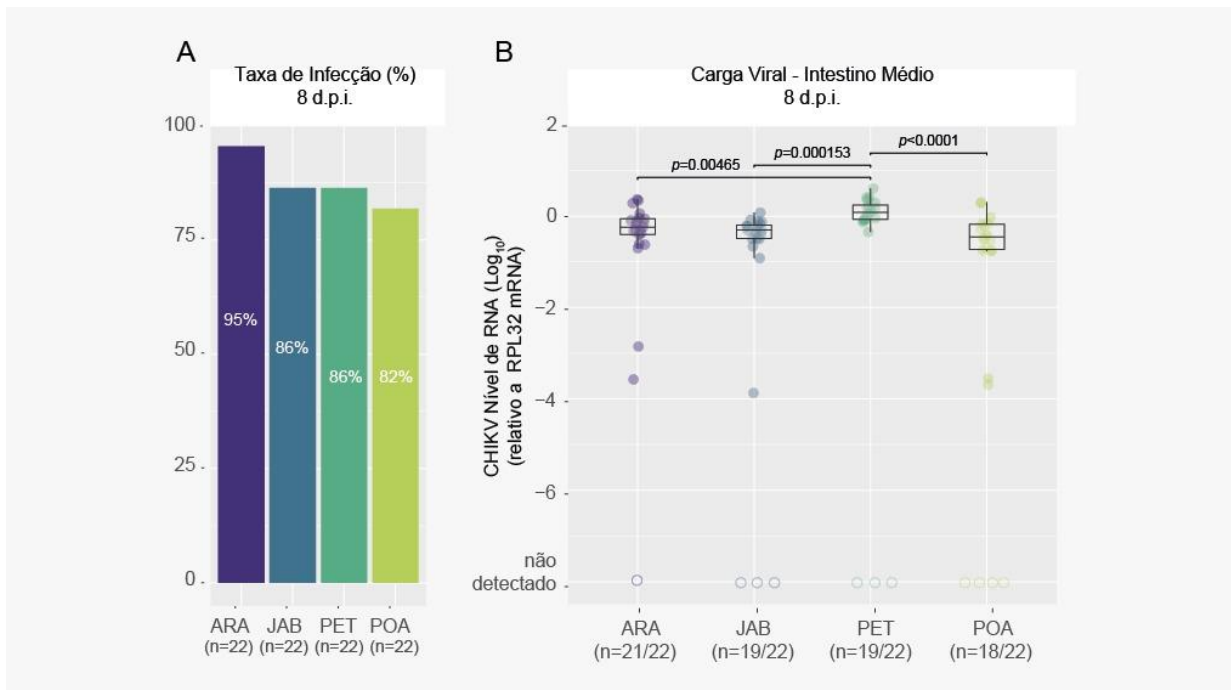 A
Taxa de Infecção (%)
8 d.p.i.
100
75
50
25
0
95%
86%
86%
82%
ARA
(n=22)
JAB
(n=22)
PET
(n=22)
POA
(n=22)
B
Carga Viral - Intestino Médio
8 d.p.i.
CHIKV Nível de RNA (Log10)
(relativo a RPL32 mRNA)
2
0
−2
−4
−6
não
detectado
p=0.00465
p=0.000153
p<0.0001
ARA
(n=21/22)
JAB
(n=19/22)
PET
(n=19/22)
POA
(n=18/22)